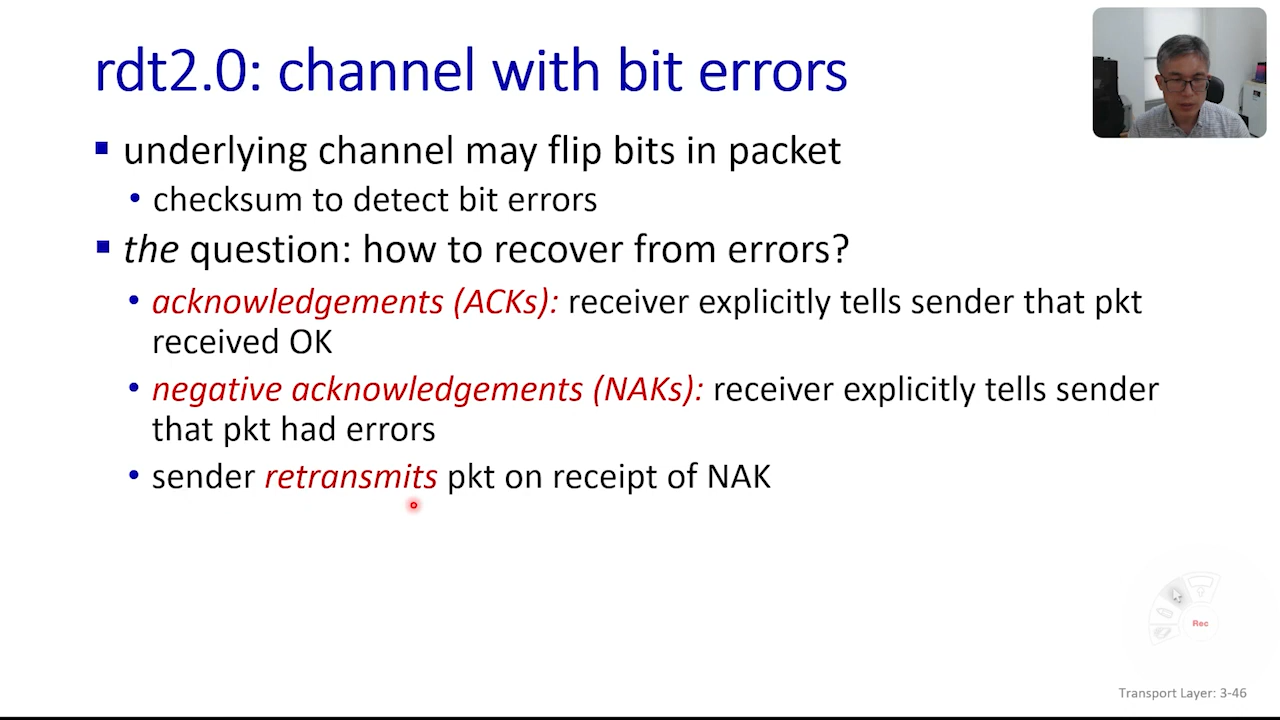 rdt2.0: channel with bit errors
▪ underlying channel may flip bits in packet
• checksum to detect bit errors
▪ the question: how to recover from errors?
• acknowledgements (ACKs): receiver explicitly tells sender that pkt
received OK
• negative acknowledgements (NAKs): receiver explicitly tells sender
that pkt had errors
• sender retransmits pkt on receipt of NAK
Rec
Transport Layer: 3-46